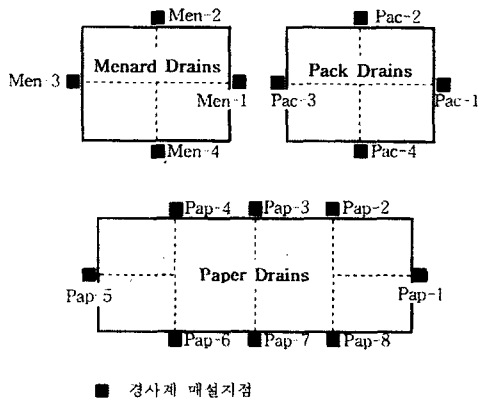 Men-2
Pac-2
Menard Drains
Pack Drains
Men-3
Men-1
Pac-3
Pac-1
Men-4
Pac-4
Pap-4
Pap-3
Pap-2
Paper Drains
Pap-5
Pap-1
Pap-6
Pap-7
Pap-8
경사계 매설지점